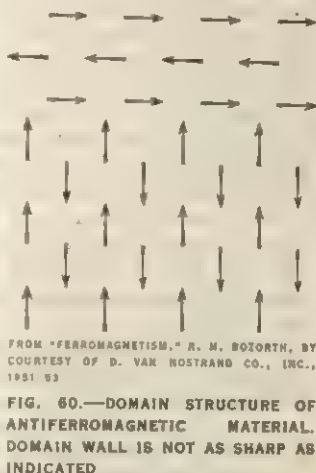 FROM "FERROMAGNETISM," R. M. BOZORTH, BY
COURTESY OF D. VAN NOSTRAND CO., INC.,
1951 53
FIG. 60.—DOMAIN STRUCTURE OF
ANTIFERROMAGNETIC MATERIAL.
DOMAIN WALL IS NOT AS SHARP AS
INDICATED